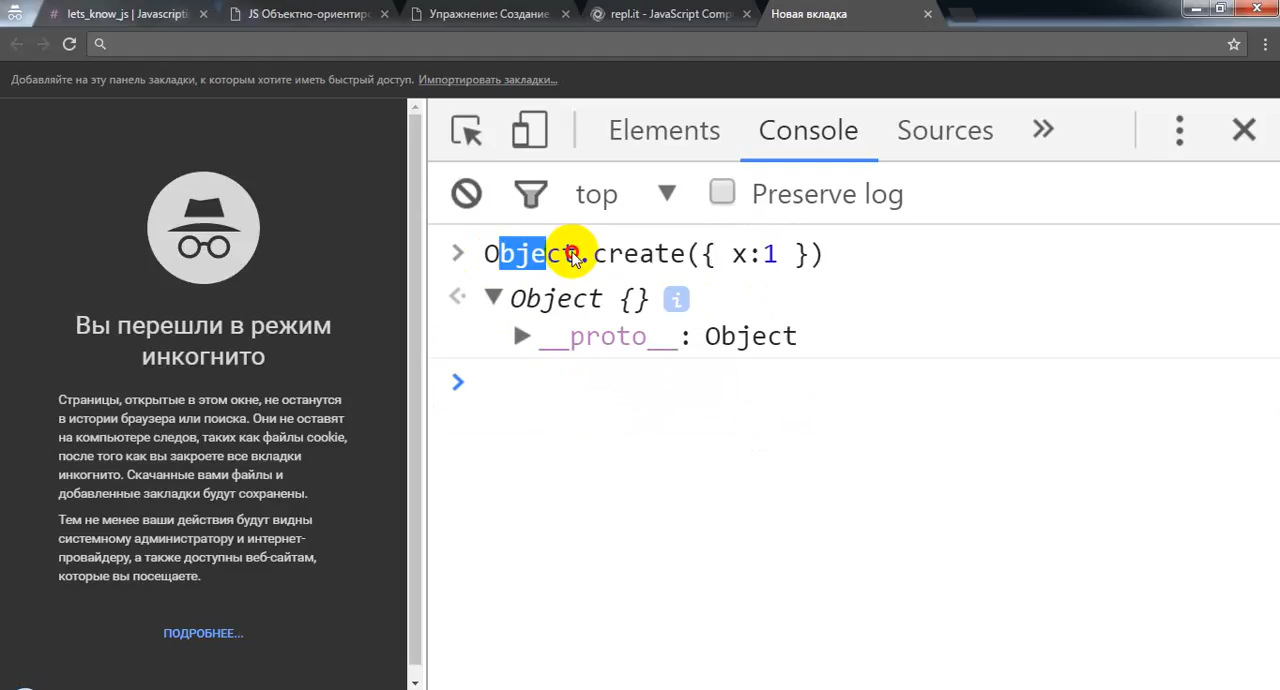 # lets_know_js | Javascript
JS Объектно-ориентир
Упражнение: Создание
repl.it - JavaScript Comp
Новая вкладка
Добавляйте на эту панель закладки, к которым хотите иметь быстрый доступ. Импортировать закладки...
Elements
Console
Sources
top
Preserve log
Object.create({ x:1 })
Object {}
__proto__: Object
Вы перешли в режим
инкогнито
Страницы, открытые в этом окне, не останутся
в истории браузера или поиска. Они не оставят
на компьютере следов, таких как файлы cookie,
после того как вы закроете все вкладки
инкогнито. Скачанные вами файлы и
добавленные закладки будут сохранены.
Тем не менее ваши действия будут видны
системному администратору и интернет-
провайдеру, а также доступны веб-сайтам,
которые вы посещаете.
ПОДРОБНЕЕ...